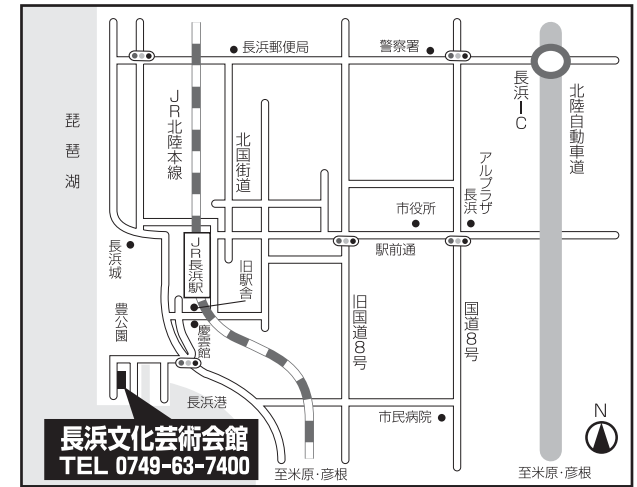 長浜郵便局
警察署
北陸自動車道
長浜IC
JR北陸本線
北国街道
琵琶湖
アルプラザ
長浜
市役所
駅前通
長浜城
JR長浜駅
旧駅舎
豊公園
慶雲館
旧国道8号
国道8号
長浜港
市民病院
N
長浜文化芸術会館
TEL 0749-63-7400
至米原・彦根
至米原・彦根